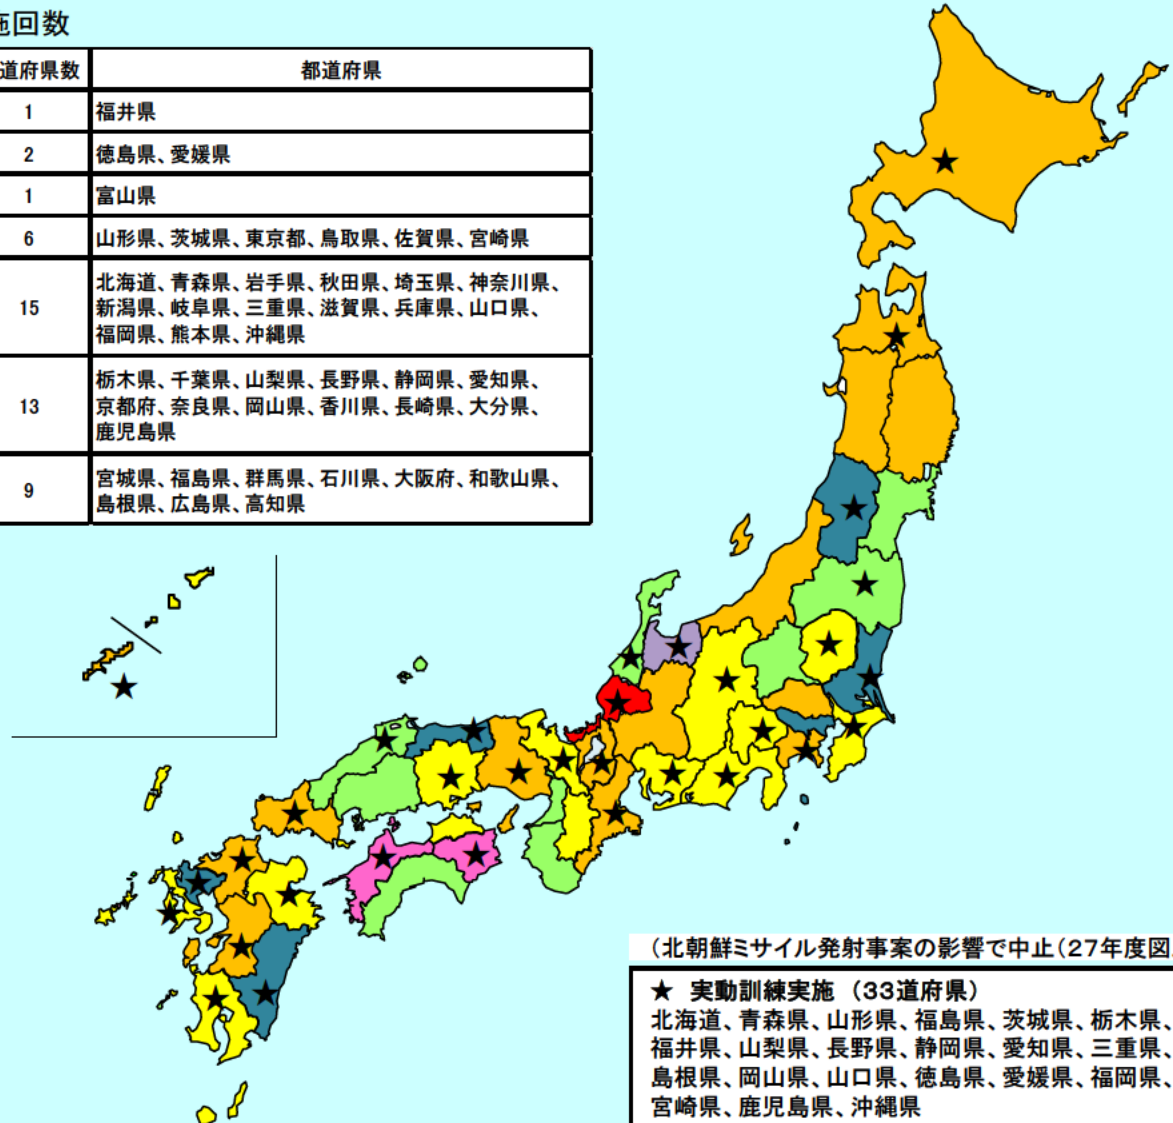 施回数
道府県数 都道府県
1 福井県
2 徳島県、愛媛県
1 富山県
6 山形県、茨城県、東京都、鳥取県、佐賀県、宮崎県
15 北海道、青森県、岩手県、秋田県、埼玉県、神奈川県、
新潟県、岐阜県、三重県、滋賀県、兵庫県、山口県、
福岡県、熊本県、沖縄県
13 栃木県、千葉県、山梨県、長野県、静岡県、愛知県、
京都府、奈良県、岡山県、香川県、長崎県、大分県、
鹿児島県
9 宮城県、福島県、群馬県、石川県、大阪府、和歌山県、
島根県、広島県、高知県
（北朝鮮ミサイル発射事案の影響で中止（27年度図
★ 実動訓練実施 （33道府県）
北海道、青森県、山形県、福島県、茨城県、栃木県、
福井県、山梨県、長野県、静岡県、愛知県、三重県、
島根県、岡山県、山口県、徳島県、愛媛県、福岡県、
宮崎県、鹿児島県、沖縄県